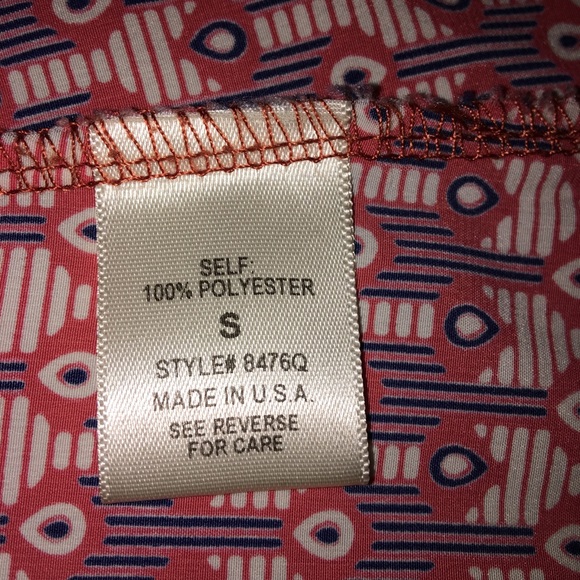 SELF:
100% POLYESTER
S
STYLE# 8476Q
MADE IN U.S.A.
SEE REVERSE
FOR CARE